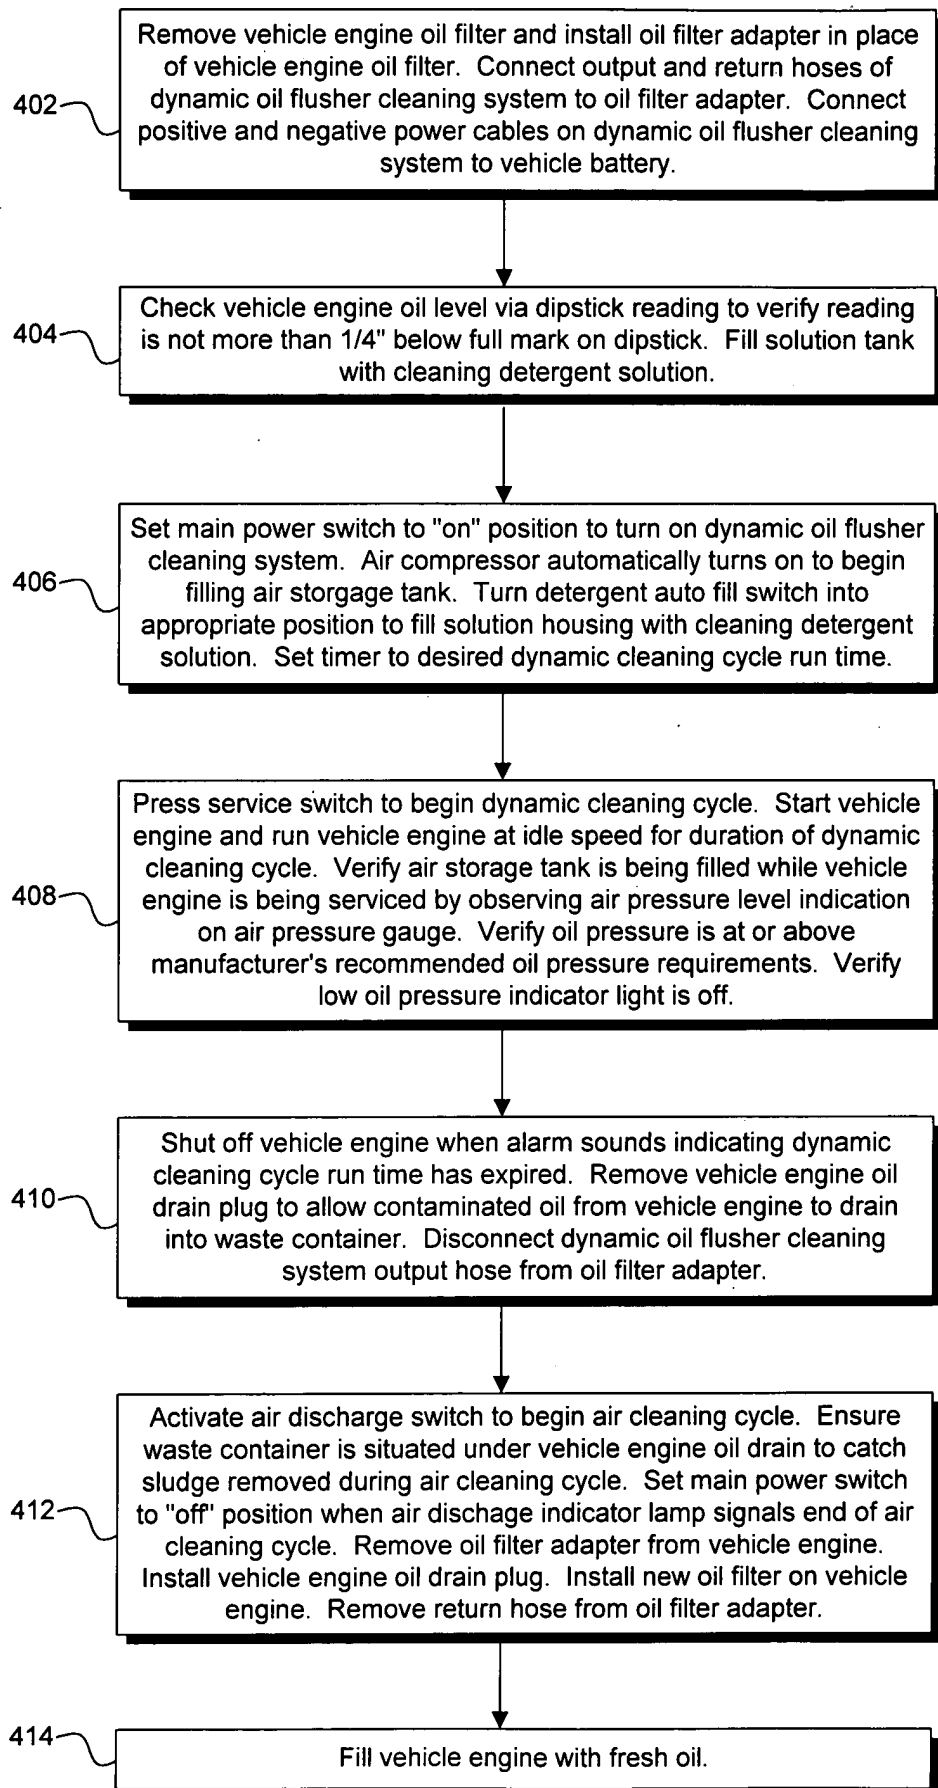 Remove vehicle engine oil filter and install oil filter adapter in place
of vehicle engine oil filter. Connect output and return hoses of
dynamic oil flusher cleaning system to oil filter adapter. Connect
positive and negative power cables on dynamic oil flusher cleaning
system to vehicle battery.
402
Check vehicle engine oil level via dipstick reading to verify reading
is not more than 1/4" below full mark on dipstick. Fill solution tank
with cleaning detergent solution.
404
Set main power switch to "on" position to turn on dynamic oil flusher
cleaning system. Air compressor automatically turns on to begin
filling air storgage tank. Turn detergent auto fill switch into
appropriate position to fill solution housing with cleaning detergent
solution. Set timer to desired dynamic cleaning cycle run time.
406
Press service switch to begin dynamic cleaning cycle. Start vehicle
engine and run vehicle engine at idle speed for duration of dynamic
cleaning cycle. Verify air storage tank is being filled while vehicle
engine is being serviced by observing air pressure level indication
on air pressure gauge. Verify oil pressure is at or above
manufacturer's recommended oil pressure requirements. Verify
low oil pressure indicator light is off.
408
Shut off vehicle engine when alarm sounds indicating dynamic
cleaning cycle run time has expired. Remove vehicle engine oil
drain plug to allow contaminated oil from vehicle engine to drain
into waste container. Disconnect dynamic oil flusher cleaning
system output hose from oil filter adapter.
410
Activate air discharge switch to begin air cleaning cycle. Ensure
waste container is situated under vehicle engine oil drain to catch
sludge removed during air cleaning cycle. Set main power switch
to "off" position when air dischage indicator lamp signals end of air
cleaning cycle. Remove oil filter adapter from vehicle engine.
Install vehicle engine oil drain plug. Install new oil filter on vehicle
engine. Remove return hose from oil filter adapter.
412
Fill vehicle engine with fresh oil.
414